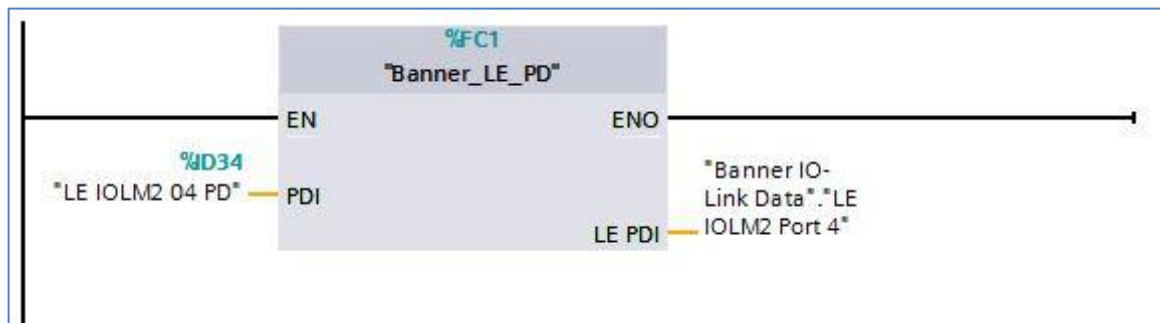 %FC1
"Banner_LE_PD"
EN ENO
%ID34
"LE IOLM2 04 PD" PDI
"Banner IO-
Link Data"."LE
IOLM2 Port 4"
LE PDI